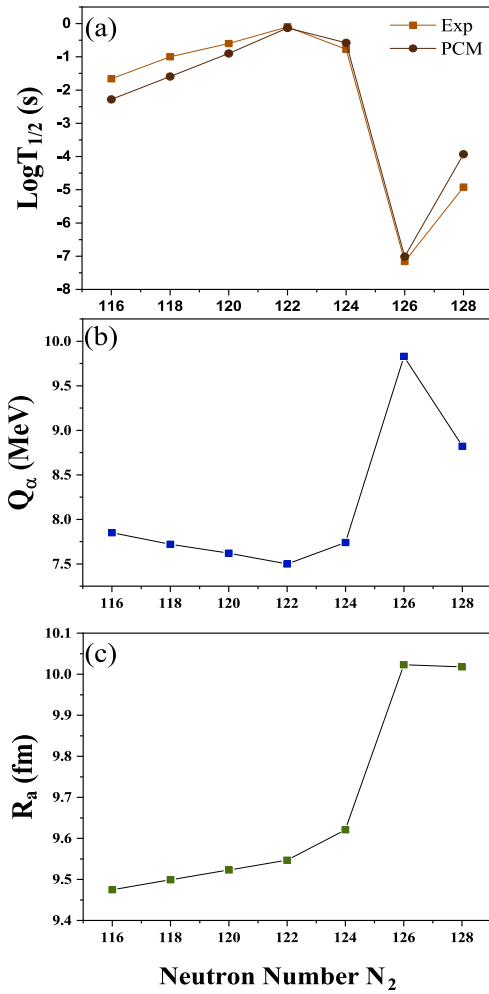 (a)
Exp
PCM
LogT1/2 (s)
0
-1
-2
-3
-4
-5
-6
-7
-8
116 118 120 122 124 126 128
(b)
Qα (MeV)
10.0
9.5
9.0
8.5
8.0
7.5
116 118 120 122 124 126 128
(c)
Ra (fm)
10.1
10.0
9.9
9.8
9.7
9.6
9.5
9.4
116 118 120 122 124 126 128
Neutron Number N2